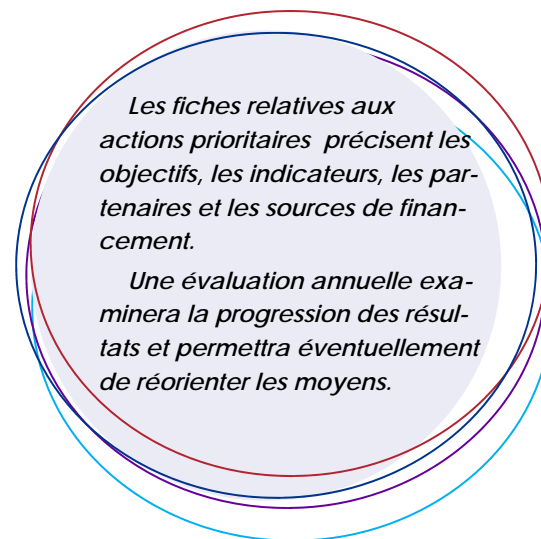 Les fiches relatives aux
actions prioritaires précisent les
objectifs, les indicateurs, les par-
tenaires et les sources de finan-
cement.
Une évaluation annuelle exa-
minera la progression des résul-
tats et permettra éventuellement
de réorienter les moyens.